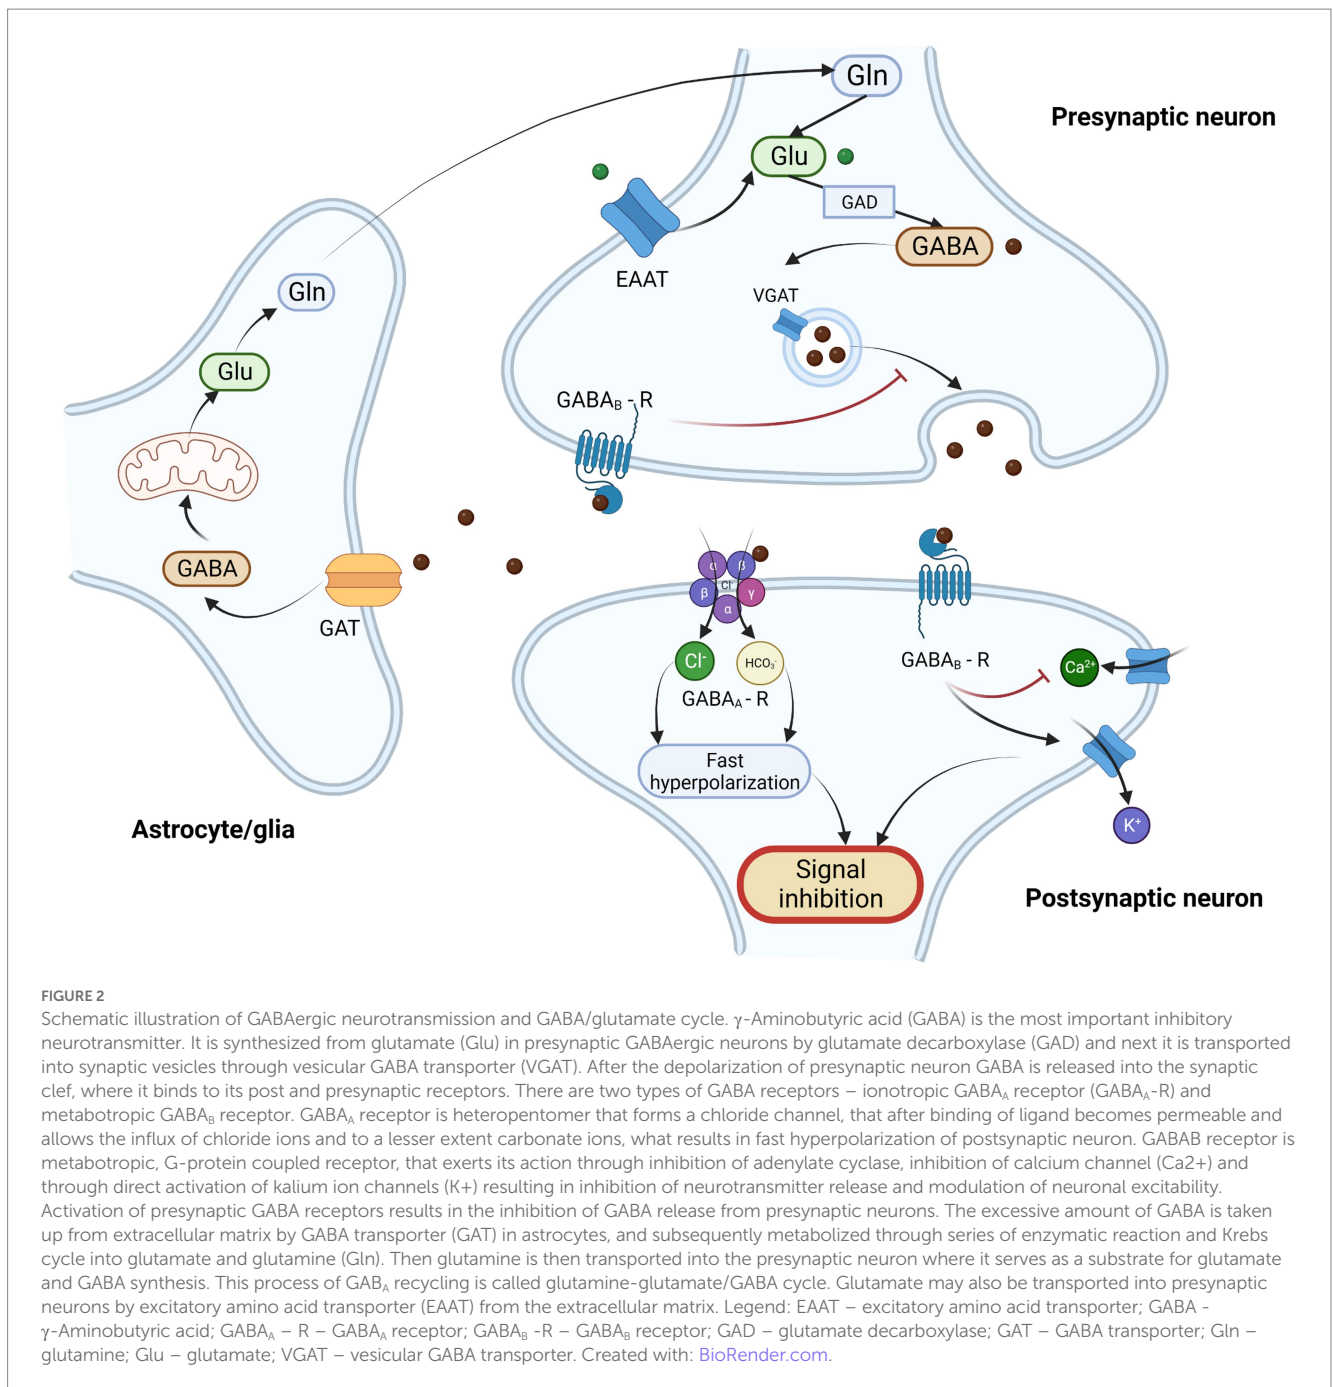 Gln
Presynaptic neuron
Glu
GAD
GABA
EAAT
VGAT
Gln
Glu
GABA_B - R
GABA
GAT
α
β
Cl⁻
β
γ
α
Cl⁻
HCO₃⁻
GABA_A - R
GABA_B - R
Ca²⁺
Fast
hyperpolarization
K⁺
Astrocyte/glia
Signal
inhibition
Postsynaptic neuron
FIGURE 2
Schematic illustration of GABAergic neurotransmission and GABA/glutamate cycle. γ-Aminobutyric acid (GABA) is the most important inhibitory
neurotransmitter. It is synthesized from glutamate (Glu) in presynaptic GABAergic neurons by glutamate decarboxylase (GAD) and next it is transported
into synaptic vesicles through vesicular GABA transporter (VGAT). After the depolarization of presynaptic neuron GABA is released into the synaptic
clef, where it binds to its post and presynaptic receptors. There are two types of GABA receptors – ionotropic GABA_A receptor (GABA_A-R) and
metabotropic GABA_B receptor. GABA_A receptor is heteropentomer that forms a chloride channel, that after binding of ligand becomes permeable and
allows the influx of chloride ions and to a lesser extent carbonate ions, what results in fast hyperpolarization of postsynaptic neuron. GABAB receptor is
metabotropic, G-protein coupled receptor, that exerts its action through inhibition of adenylate cyclase, inhibition of calcium channel (Ca2+) and
through direct activation of kalium ion channels (K+) resulting in inhibition of neurotransmitter release and modulation of neuronal excitability.
Activation of presynaptic GABA receptors results in the inhibition of GABA release from presynaptic neurons. The excessive amount of GABA is taken
up from extracellular matrix by GABA transporter (GAT) in astrocytes, and subsequently metabolized through series of enzymatic reaction and Krebs
cycle into glutamate and glutamine (Gln). Then glutamine is then transported into the presynaptic neuron where it serves as a substrate for glutamate
and GABA synthesis. This process of GAB_A recycling is called glutamine-glutamate/GABA cycle. Glutamate may also be transported into presynaptic
neurons by excitatory amino acid transporter (EAAT) from the extracellular matrix. Legend: EAAT – excitatory amino acid transporter; GABA -
γ-Aminobutyric acid; GABA_A – R – GABA_A receptor; GABA_B -R – GABA_B receptor; GAD – glutamate decarboxylase; GAT – GABA transporter; Gln –
glutamine; Glu – glutamate; VGAT – vesicular GABA transporter. Created with: BioRender.com.